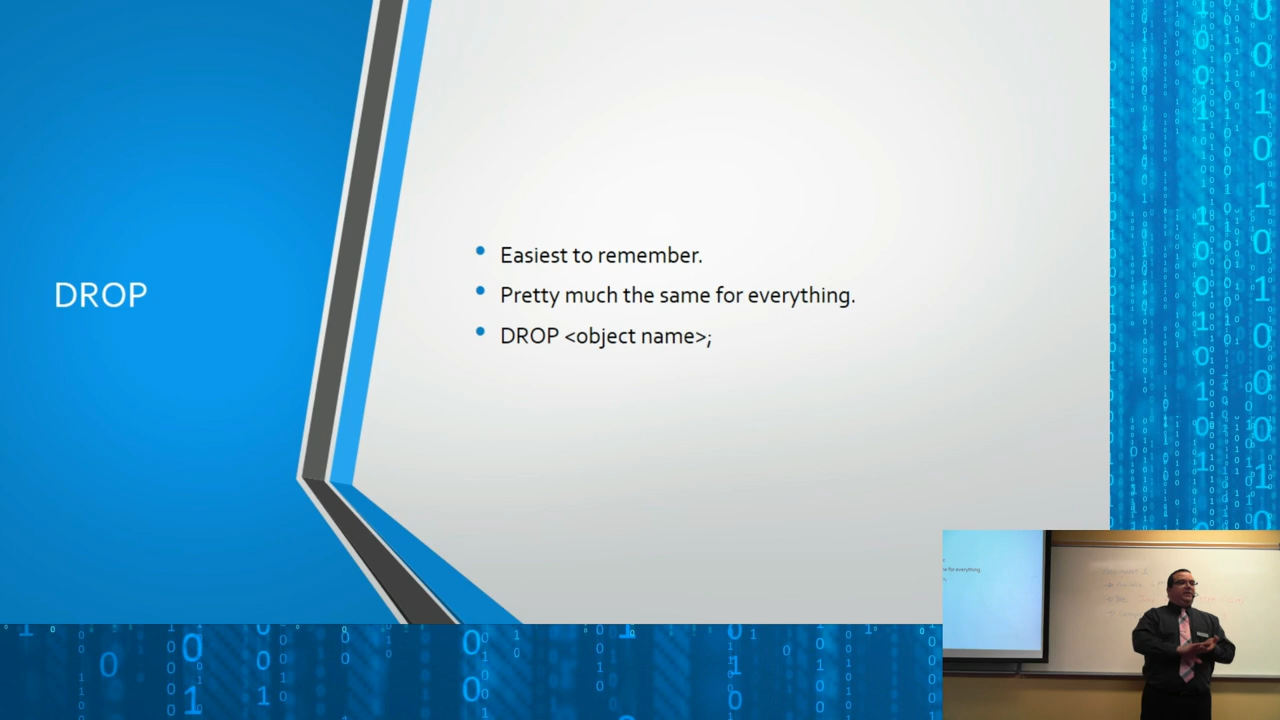 DROP
Easiest to remember.
Pretty much the same for everything.
DROP <object name>;